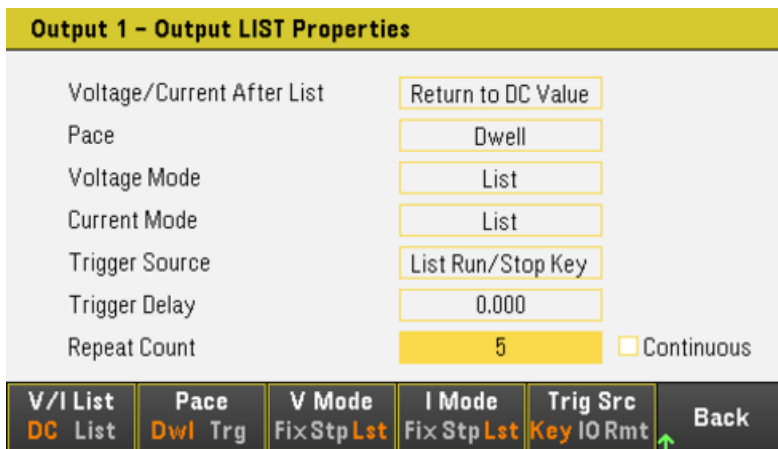 Output 1 – Output LIST Properties
Voltage/Current After List Return to DC Value
Pace Dwell
Voltage Mode List
Current Mode List
Trigger Source List Run/Stop Key
Trigger Delay 0.000
Repeat Count 5 Continuous
V/I List Pace V Mode I Mode Trig Src Back
DC List Dwl Trg Fix Stp Lst Fix Stp Lst Key IO Rmt